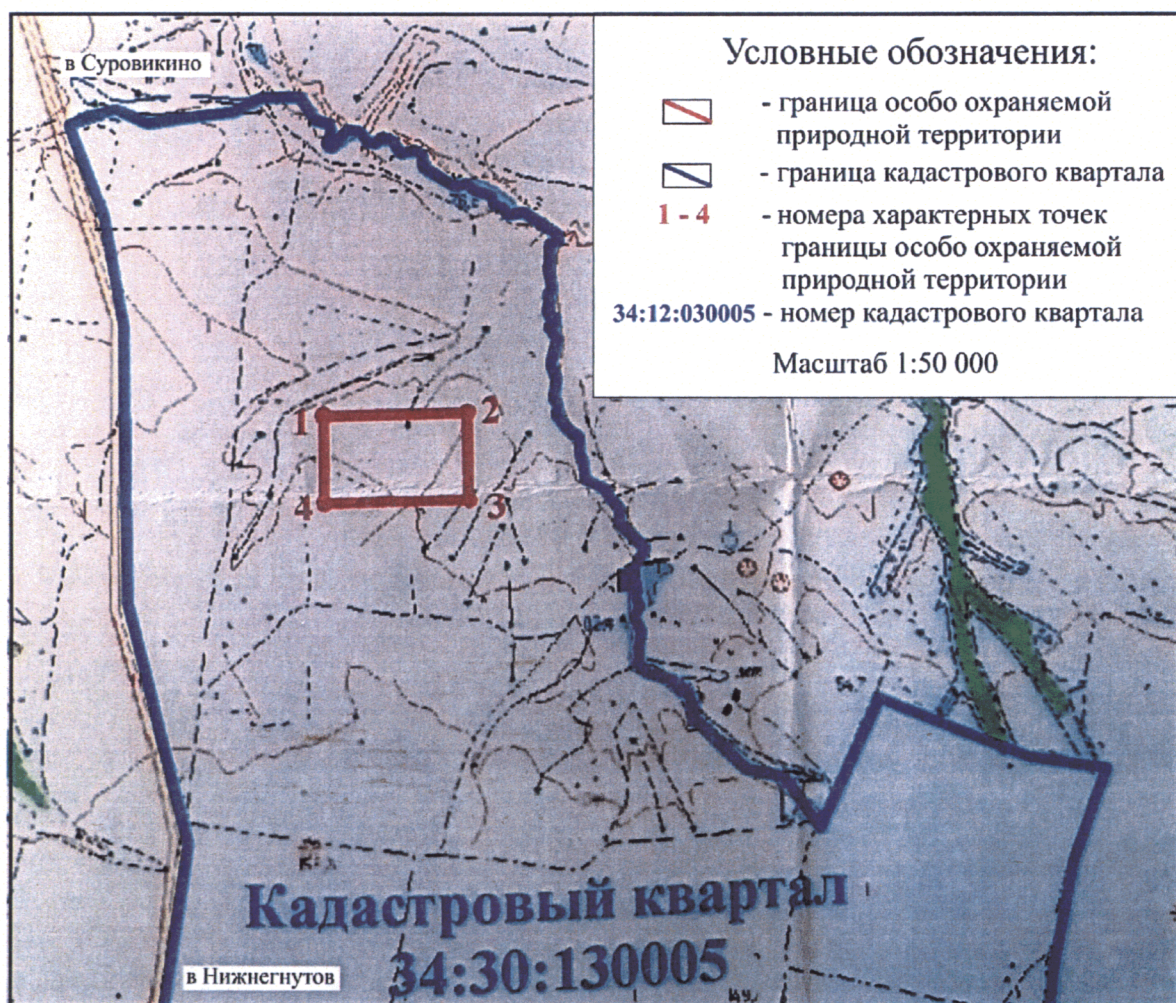 в Суровикино
Условные обозначения:
- граница особо охраняемой
природной территории
- граница кадастрового квартала
1 - 4 - номера характерных точек
границы особо охраняемой
природной территории
34:12:030005 - номер кадастрового квартала
Масштаб 1:50 000
1 2
4 3
Кадастровый квартал
34:30:130005
в Нижнегнутов